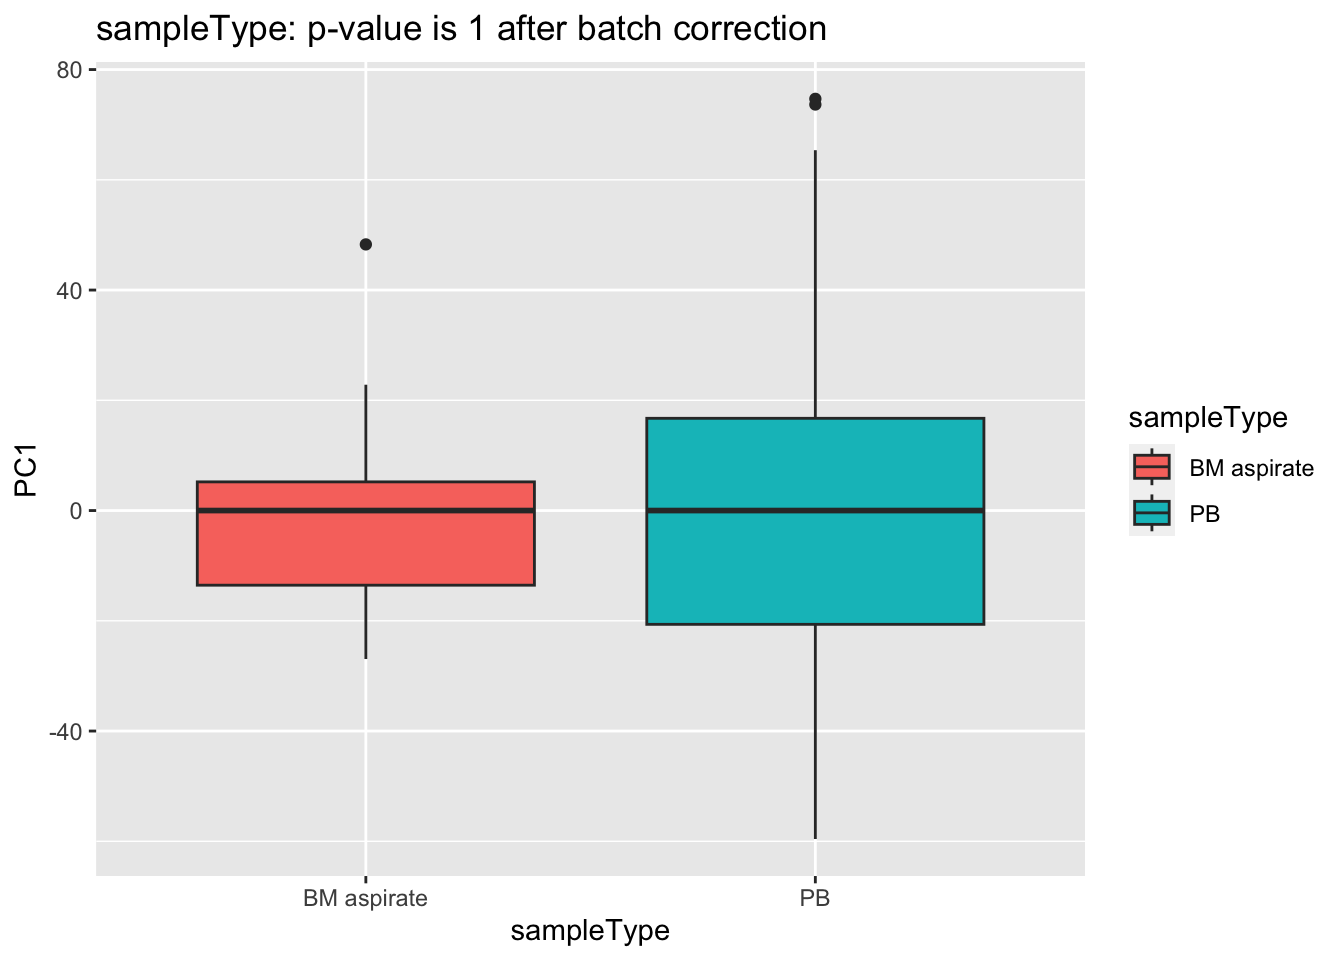 sampleType: p-value is 1 after batch correction
80
40
0
-40
PC1
BM aspirate
PB
sampleType
sampleType
BM aspirate
PB